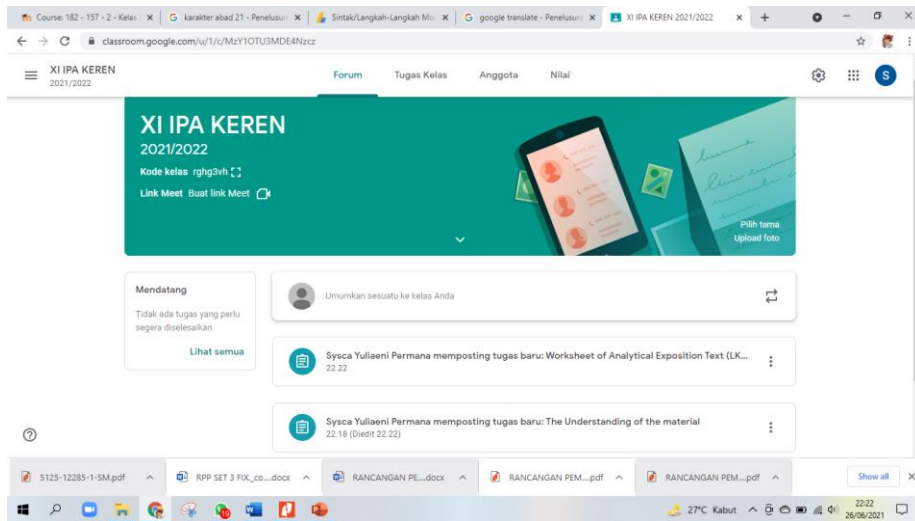 Course: 182 - 157 - 2 - Kelas
karakter abad 21 - Penelusur
Sintak/Langkah-Langkah Mo
google translate - Penelusur
XI IPA KEREN 2021/2022
classroom.google.com/u/1/c/MzY1OTU3MDE4Nzcz
XI IPA KEREN
2021/2022
Forum
Tugas Kelas
Anggota
Nilai
S
XI IPA KEREN
2021/2022
Kode kelas rghg3vh
Link Meet Buat link Meet
Pilih tema
Upload foto
Mendatang
Tidak ada tugas yang perlu
segera diselesaikan
Lihat semua
Umumkan sesuatu ke kelas Anda
Sysca Yuliaeni Permana memposting tugas baru: Worksheet of Analytical Exposition Text (LK...
22.22
Sysca Yuliaeni Permana memposting tugas baru: The Understanding of the material
22.18 (Diedit 22.22)
5125-12285-1-SM.pdf
RPP SET 3 FIX._co....docx
RANCANGAN PE....docx
RANCANGAN PEM....pdf
RANCANGAN PEM....pdf
Show all
27°C Kabut
22:22
26/06/2021